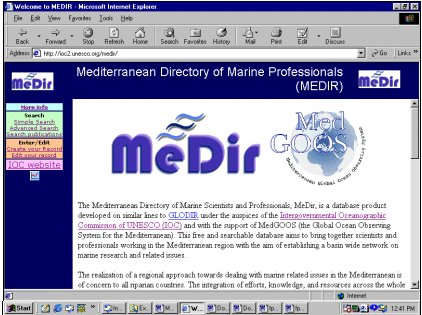 Welcome to MEDIR - Microsoft Internet Explorer
File Edit View Favorites Tools Help
Back Forward Stop Refresh Home Search Favorites History Mail Print Edit Discuss
Address http://ioc2.unesco.org/medir/ Go Links »
MeDir
Mediterranean Directory of Marine Professionals
(MEDIR)
MeDir
More info
Search
Simple Search
Advanced Search
Search publications
Enter/Edit
Create your Record
Edit your record
IOC website
MeDir
Med
GOOS
Mediterranean Global Ocean Observing System
The Mediterranean Directory of Marine Scientists and Professionals, MeDir, is a database product
developed on similar lines to GLODIR under the auspices of the Intergovernmental Oceanographic
Commission of UNESCO (IOC) and with the support of MedGOOS (the Global Ocean Observing
System for the Mediterranean). This free and searchable database aims to bring together scientists and
professionals working in the Mediterranean region with the aim of establishing a basin wide network on
marine research and related issues.
The realization of a regional approach towards dealing with marine related issues in the Mediterranean is
of concern to all riparian countries. The integration of efforts, knowledge, and resources across the whole
Internet
Start In... Ex... M... W... Do... Do... Ip... Ip... 12:41 PM